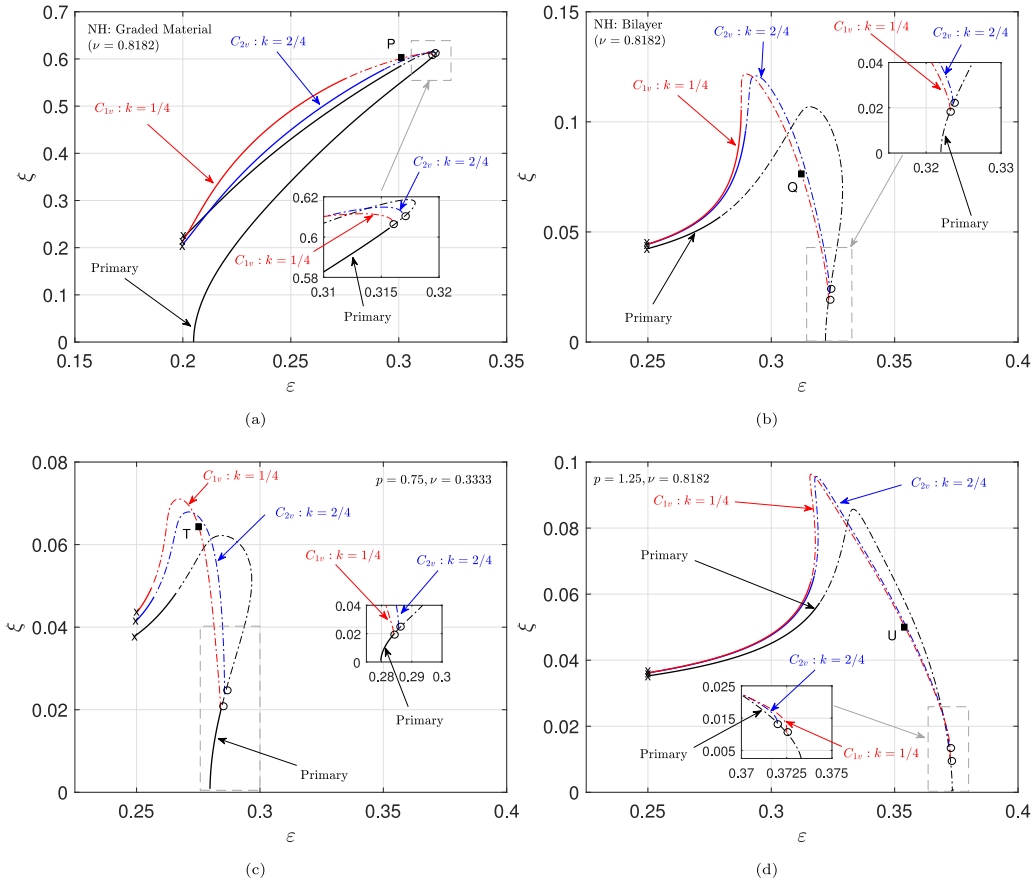 NH: Graded Material
(ν = 0.8182)
C₂ᵥ : k = 2/4
P
C₁ᵥ : k = 1/4
C₂ᵥ : k = 2/4
0.62
0.6
0.58
C₁ᵥ : k = 1/4
0.31
0.315
0.32
Primary
Primary
0.7
0.6
0.5
0.4
0.3
0.2
0.1
0
ξ
0.15
0.2
0.25
0.3
0.35
ε
(a)
NH: Bilayer
(ν = 0.8182)
C₁ᵥ : k = 1/4
C₂ᵥ : k = 2/4
C₁ᵥ : k = 1/4
C₂ᵥ : k = 2/4
0.04
0.02
0
0.32
0.33
Primary
Q
Primary
0.15
0.1
0.05
0
ξ
0.25
0.3
0.35
0.4
ε
(b)
p = 0.75, ν = 0.3333
C₁ᵥ : k = 1/4
C₂ᵥ : k = 2/4
T
C₁ᵥ : k = 1/4
C₂ᵥ : k = 2/4
0.04
0.02
0
0.28
0.29
0.3
Primary
Primary
0.08
0.06
0.04
0.02
0
ξ
0.25
0.3
0.35
0.4
ε
(c)
p = 1.25, ν = 0.8182
C₁ᵥ : k = 1/4
C₂ᵥ : k = 2/4
Primary
U
C₂ᵥ : k = 2/4
0.025
0.015
0.005
Primary
C₁ᵥ : k = 1/4
0.37
0.3725
0.375
0.1
0.08
0.06
0.04
0.02
0
ξ
0.25
0.3
0.35
0.4
ε
(d)